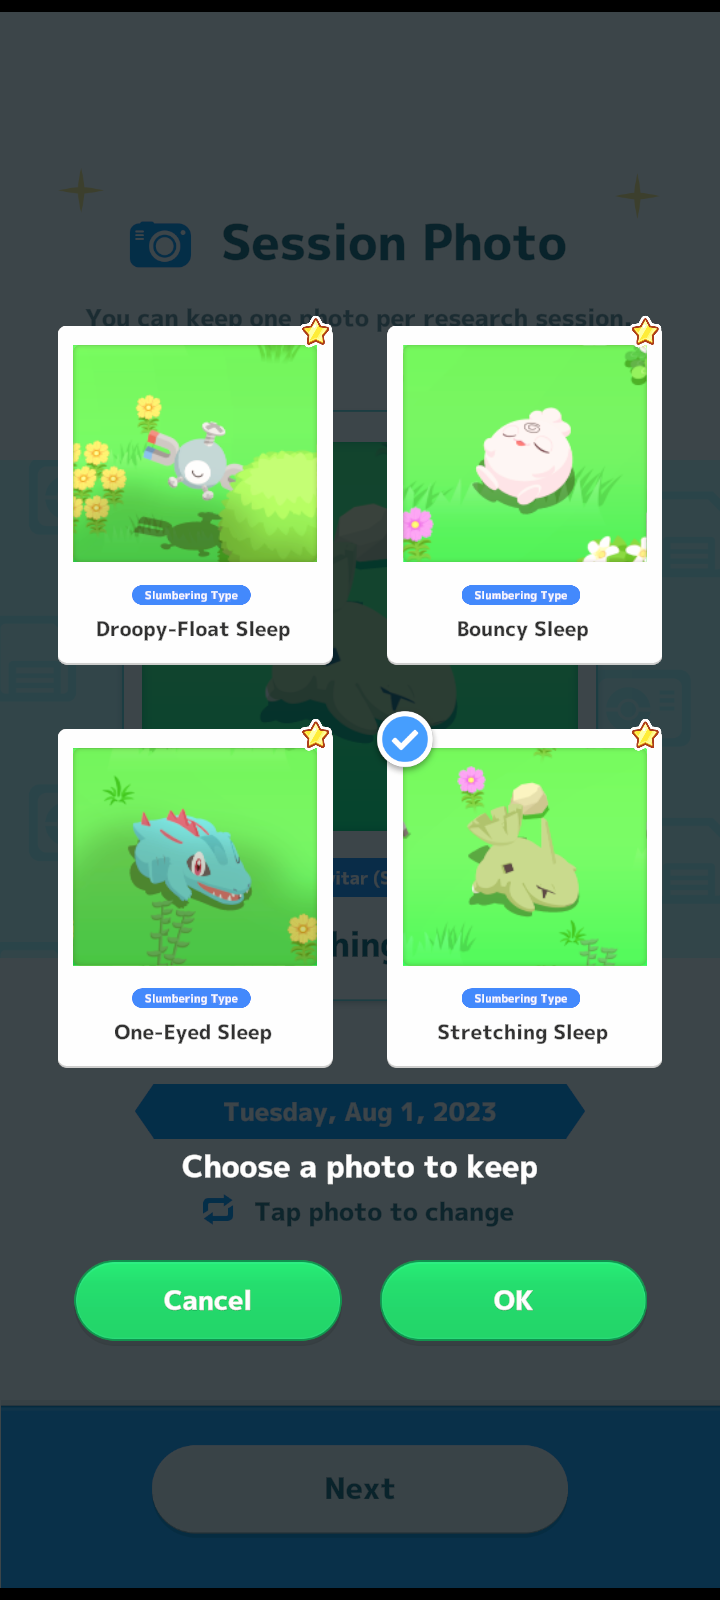 Session Photo
You can keep one photo per research session.
Slumbering Type
Droopy-Float Sleep
Slumbering Type
Bouncy Sleep
Slumbering Type
One-Eyed Sleep
Slumbering Type
Stretching Sleep
Tuesday, Aug 1, 2023
Choose a photo to keep
Tap photo to change
Cancel
OK
Next